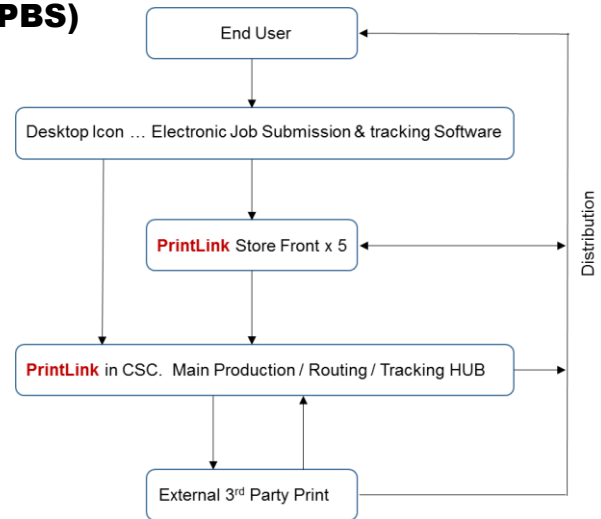 PBS)
End User
Desktop Icon ... Electronic Job Submission & tracking Software
PrintLink Store Front x 5
Distribution
PrintLink in CSC. Main Production / Routing / Tracking HUB
External 3rd Party Print